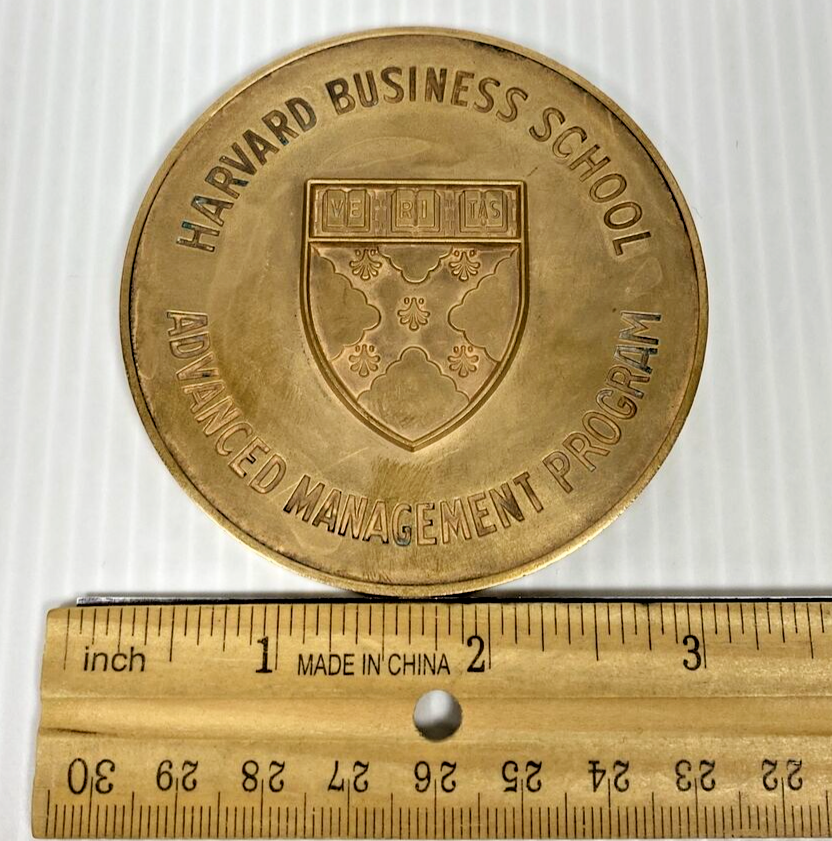 HARVARD BUSINESS SCHOOL
VE RI TAS
ADVANCED MANAGEMENT PROGRAM
inch 1 MADE IN CHINA 2 3
30 29 28 27 26 25 24 23 22